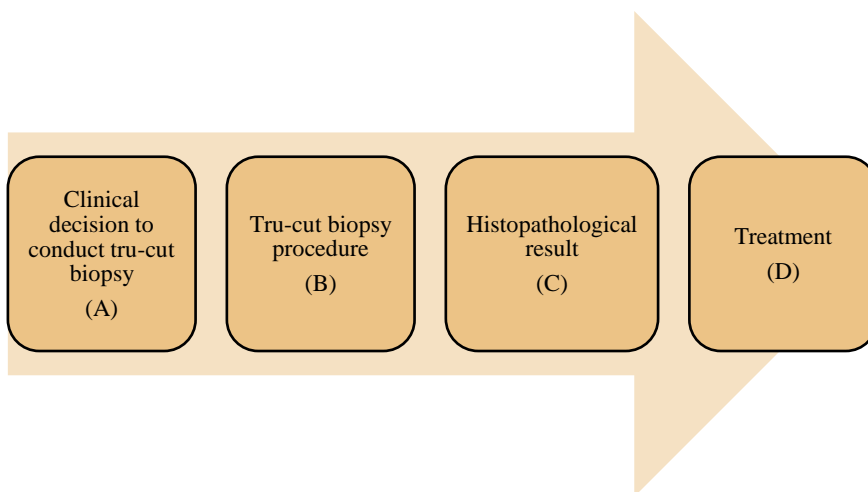 Clinical
decision to
conduct tru-cut
biopsy
(A)
Tru-cut biopsy
procedure
(B)
Histopathological
result
(C)
Treatment
(D)